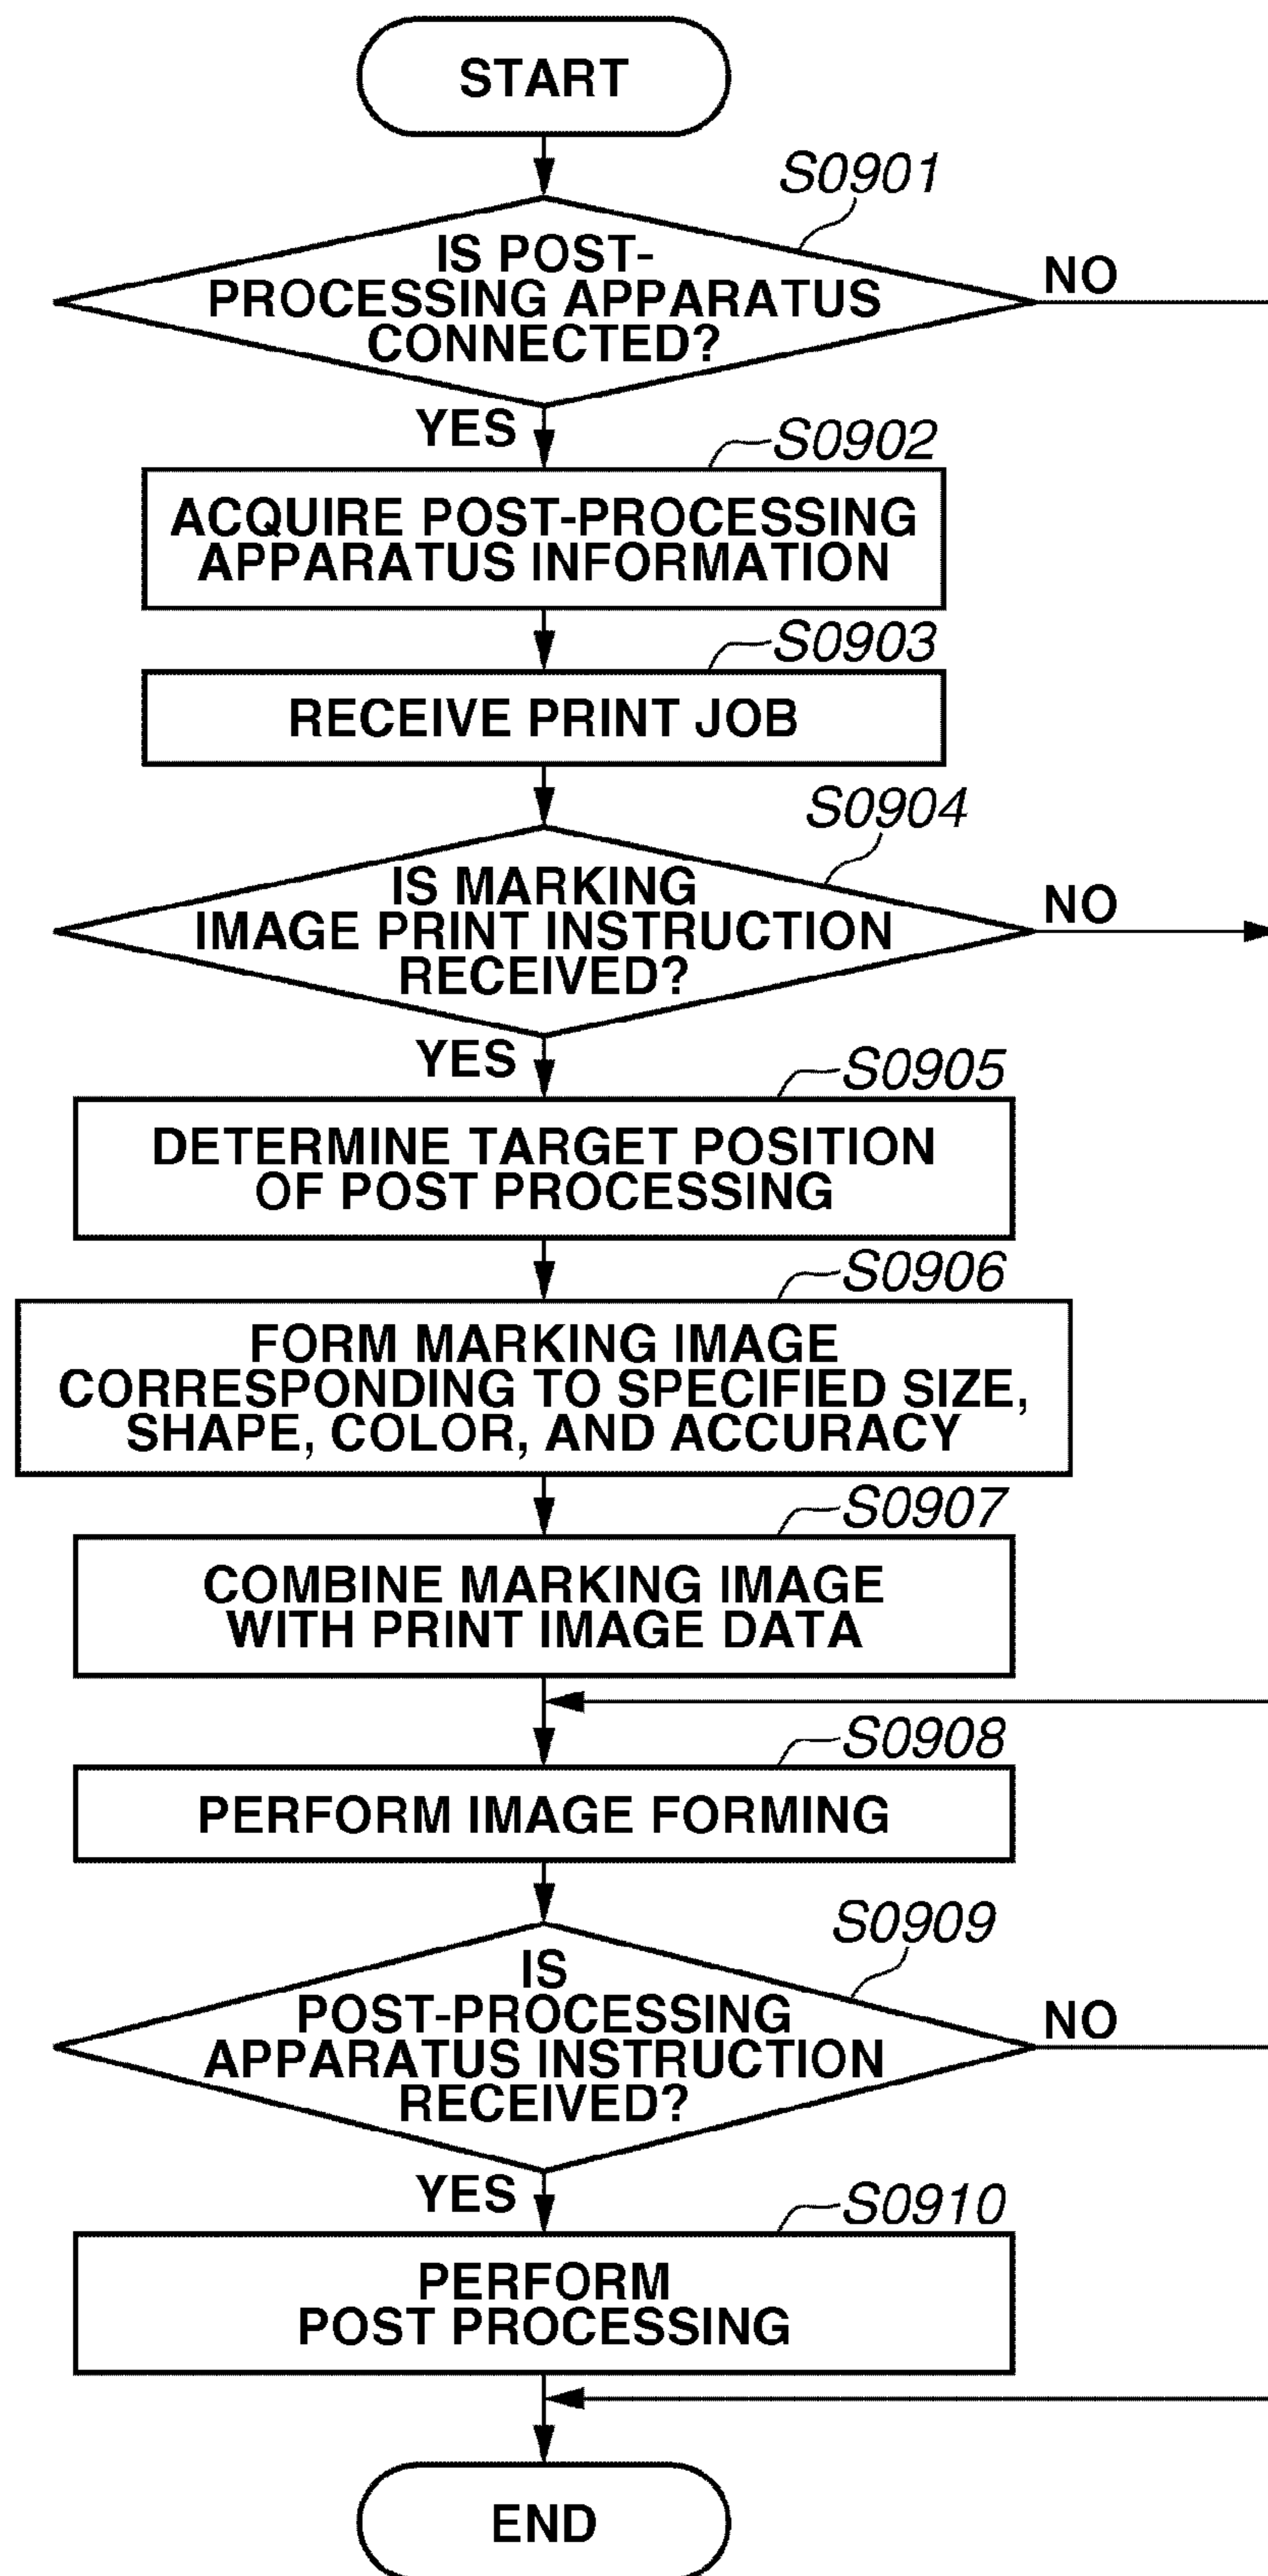 START
S0901
IS POST-
PROCESSING APPARATUS
CONNECTED?
NO
YES
S0902
ACQUIRE POST-PROCESSING
APPARATUS INFORMATION
S0903
RECEIVE PRINT JOB
S0904
IS MARKING
IMAGE PRINT INSTRUCTION
RECEIVED?
NO
YES
S0905
DETERMINE TARGET POSITION
OF POST PROCESSING
S0906
FORM MARKING IMAGE
CORRESPONDING TO SPECIFIED SIZE,
SHAPE, COLOR, AND ACCURACY
S0907
COMBINE MARKING IMAGE
WITH PRINT IMAGE DATA
S0908
PERFORM IMAGE FORMING
S0909
IS
POST-PROCESSING
APPARATUS INSTRUCTION
RECEIVED?
NO
YES
S0910
PERFORM
POST PROCESSING
END